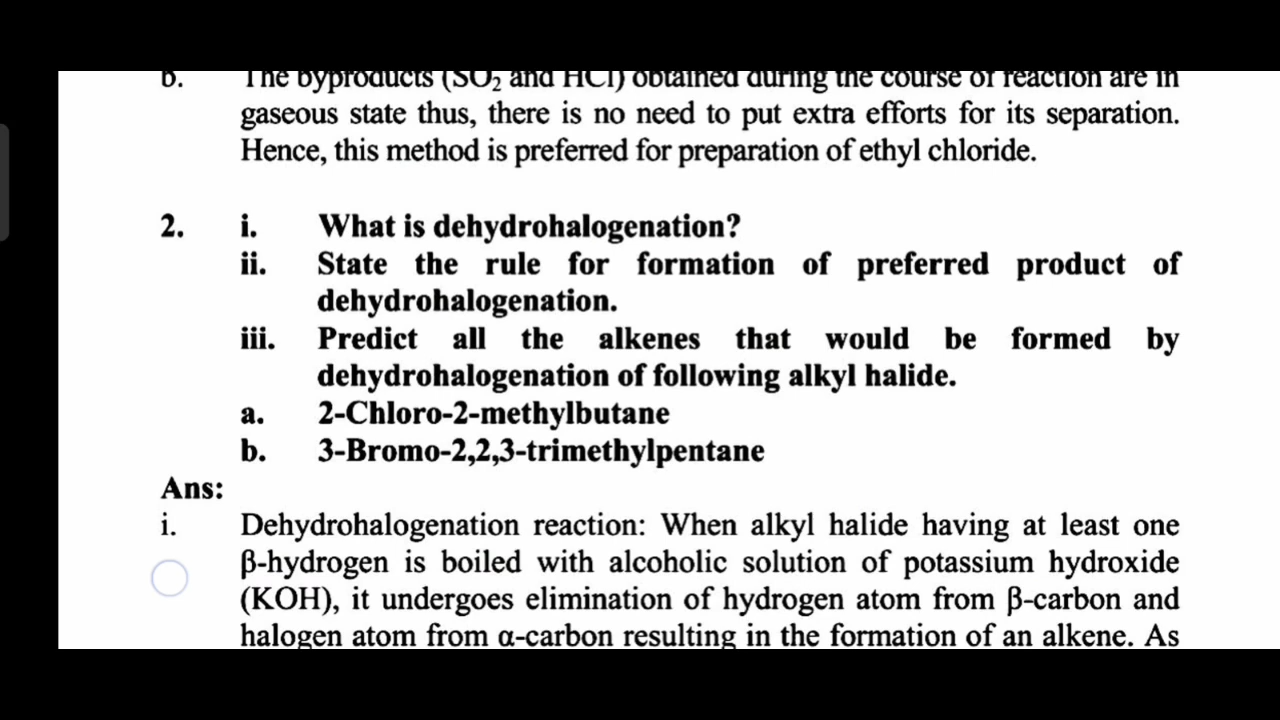 b. The byproducts (SO₂ and HCl) obtained during the course of reaction are in
gaseous state thus, there is no need to put extra efforts for its separation.
Hence, this method is preferred for preparation of ethyl chloride.
2. i. What is dehydrohalogenation?
ii. State the rule for formation of preferred product of
dehydrohalogenation.
iii. Predict all the alkenes that would be formed by
dehydrohalogenation of following alkyl halide.
a. 2-Chloro-2-methylbutane
b. 3-Bromo-2,2,3-trimethylpentane
Ans:
i. Dehydrohalogenation reaction: When alkyl halide having at least one
β-hydrogen is boiled with alcoholic solution of potassium hydroxide
(KOH), it undergoes elimination of hydrogen atom from β-carbon and
halogen atom from α-carbon resulting in the formation of an alkene. As